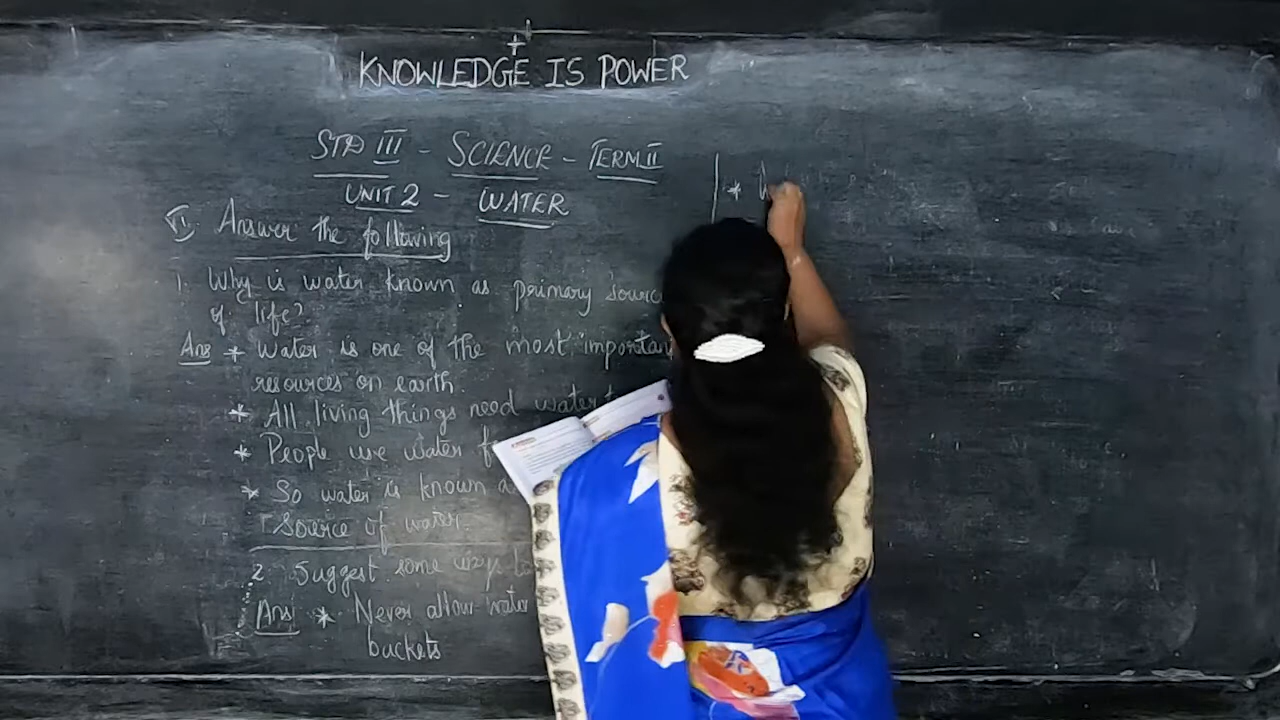 KNOWLEDGE IS POWER
STD III - SCIENCE - TERM II
UNIT 2 - WATER
VI. Answer the following
1. Why is water known as primary sourc
of life?
Ans * Water is one of the most important
resources on earth.
* All living things need water
* People use water f
* So water is known a
source of water.
2. Suggest some ways to
Ans * Never allow water
buckets
*